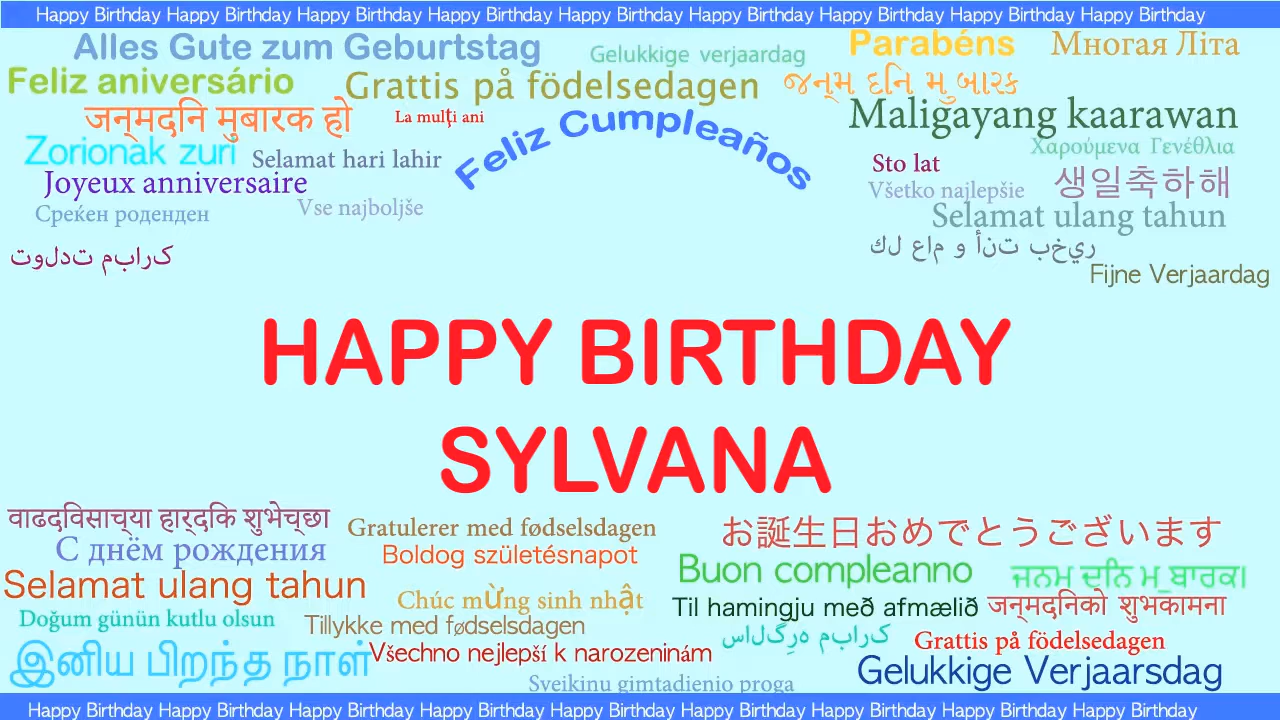 Happy Birthday Happy Birthday Happy Birthday Happy Birthday Happy Birthday Happy Birthday Happy Birthday Happy Birthday Happy Birthday
Alles Gute zum Geburtstag
Gelukkige verjaardag
Parabéns
Многая Літа
Feliz aniversário
Grattis på födelsedagen
જન્મ દિન મુબારક
जन्मदिन मुबारक हो
La mulţi ani
Feliz Cumpleaños
Maligayang kaarawan
Zorionak zuri
Selamat hari lahir
Sto lat
Χαρούμενα Γενέθλια
Joyeux anniversaire
Všetko najlepšie
생일축하해
Среќен роденден
Vse najboljše
Selamat ulang tahun
تولدت مبارک
كل عام و أنت بخير
Fijne Verjaardag
HAPPY BIRTHDAY
SYLVANA
वाढदिवसाच्या हार्दिक शुभेच्छा
Gratulerer med fødselsdagen
お誕生日おめでとうございます
С днём рождения
Boldog születésnapot
Buon compleanno
ਜਨਮ ਦਿਨ ਮੁਬਾਰਕ।
Selamat ulang tahun
Chúc mừng sinh nhật
Til hamingju með afmælið
जन्मदिनको शुभकामना
Doğum günün kutlu olsun
Tillykke med fødselsdagen
سالگرہ مبارک
Grattis på födelsedagen
இனிய பிறந்த நாள்
Všechno nejlepší k narozeninám
Gelukkige Verjaarsdag
Sveikinu gimtadienio proga
Happy Birthday Happy Birthday Happy Birthday Happy Birthday Happy Birthday Happy Birthday Happy Birthday Happy Birthday Happy Birthday